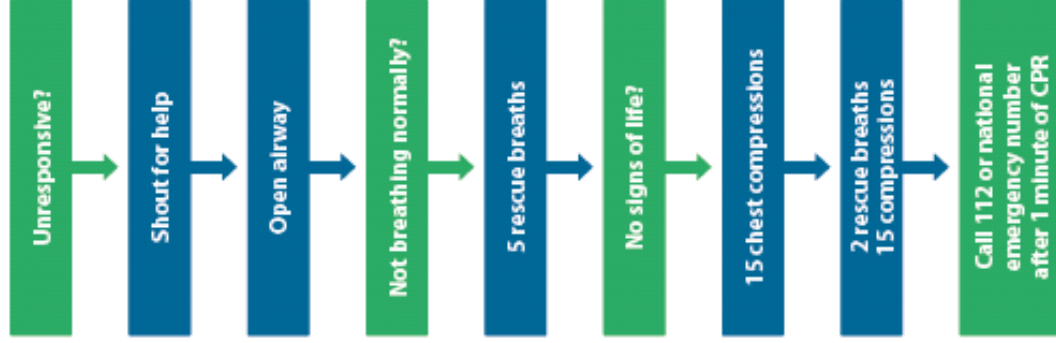 Unresponsive?
Shout for help
Open airway
Not breathing normally?
5 rescue breaths
No signs of life?
15 chest compressions
2 rescue breaths
15 compressions
Call 112 or national
emergency number
after 1 minute of CPR